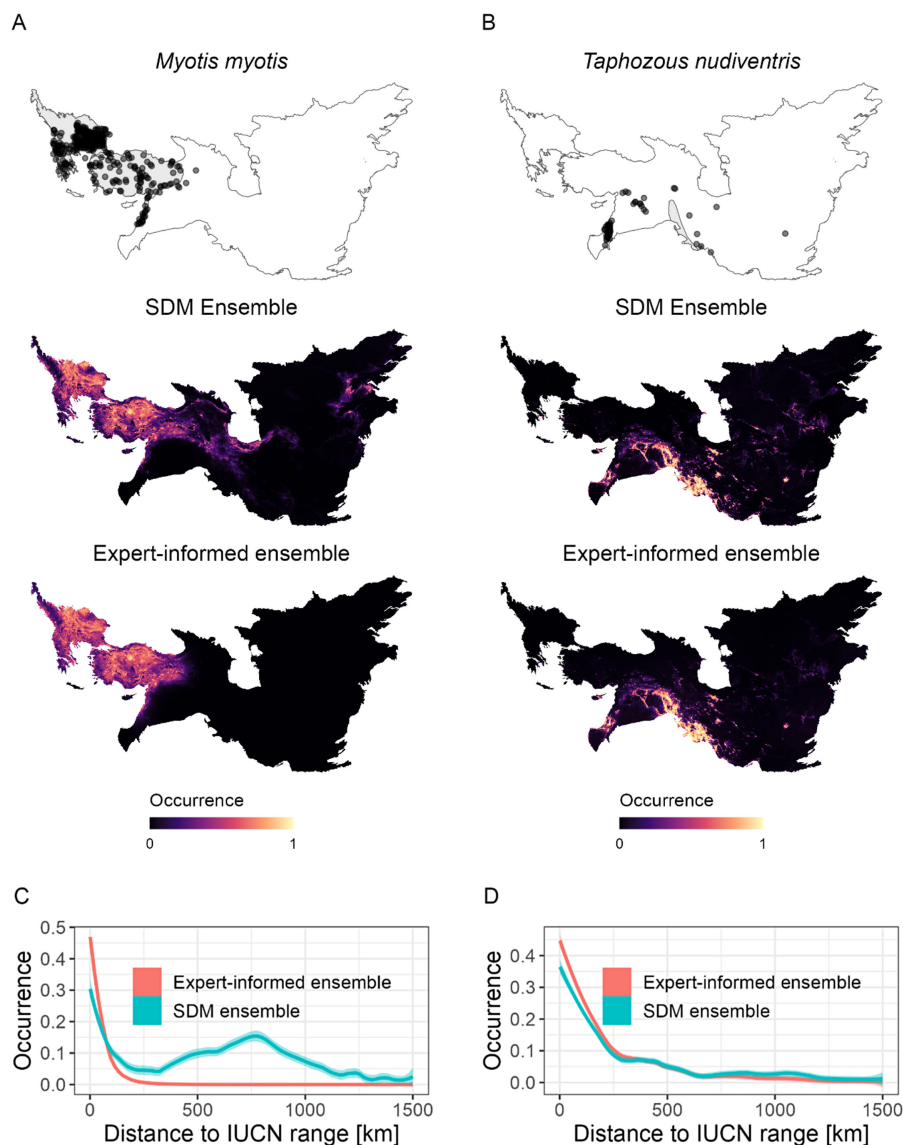 A
B
Myotis myotis
Taphozous nudiventris
SDM Ensemble
SDM Ensemble
Expert-informed ensemble
Expert-informed ensemble
Occurrence
0 1
Occurrence
0 1
C
0.5
0.4
0.3
0.2
0.1
0.0
Occurrence
Expert-informed ensemble
SDM ensemble
0 500 1000 1500
Distance to IUCN range [km]
D
0.4
0.3
0.2
0.1
0.0
Occurrence
Expert-informed ensemble
SDM ensemble
0 500 1000 1500
Distance to IUCN range [km]